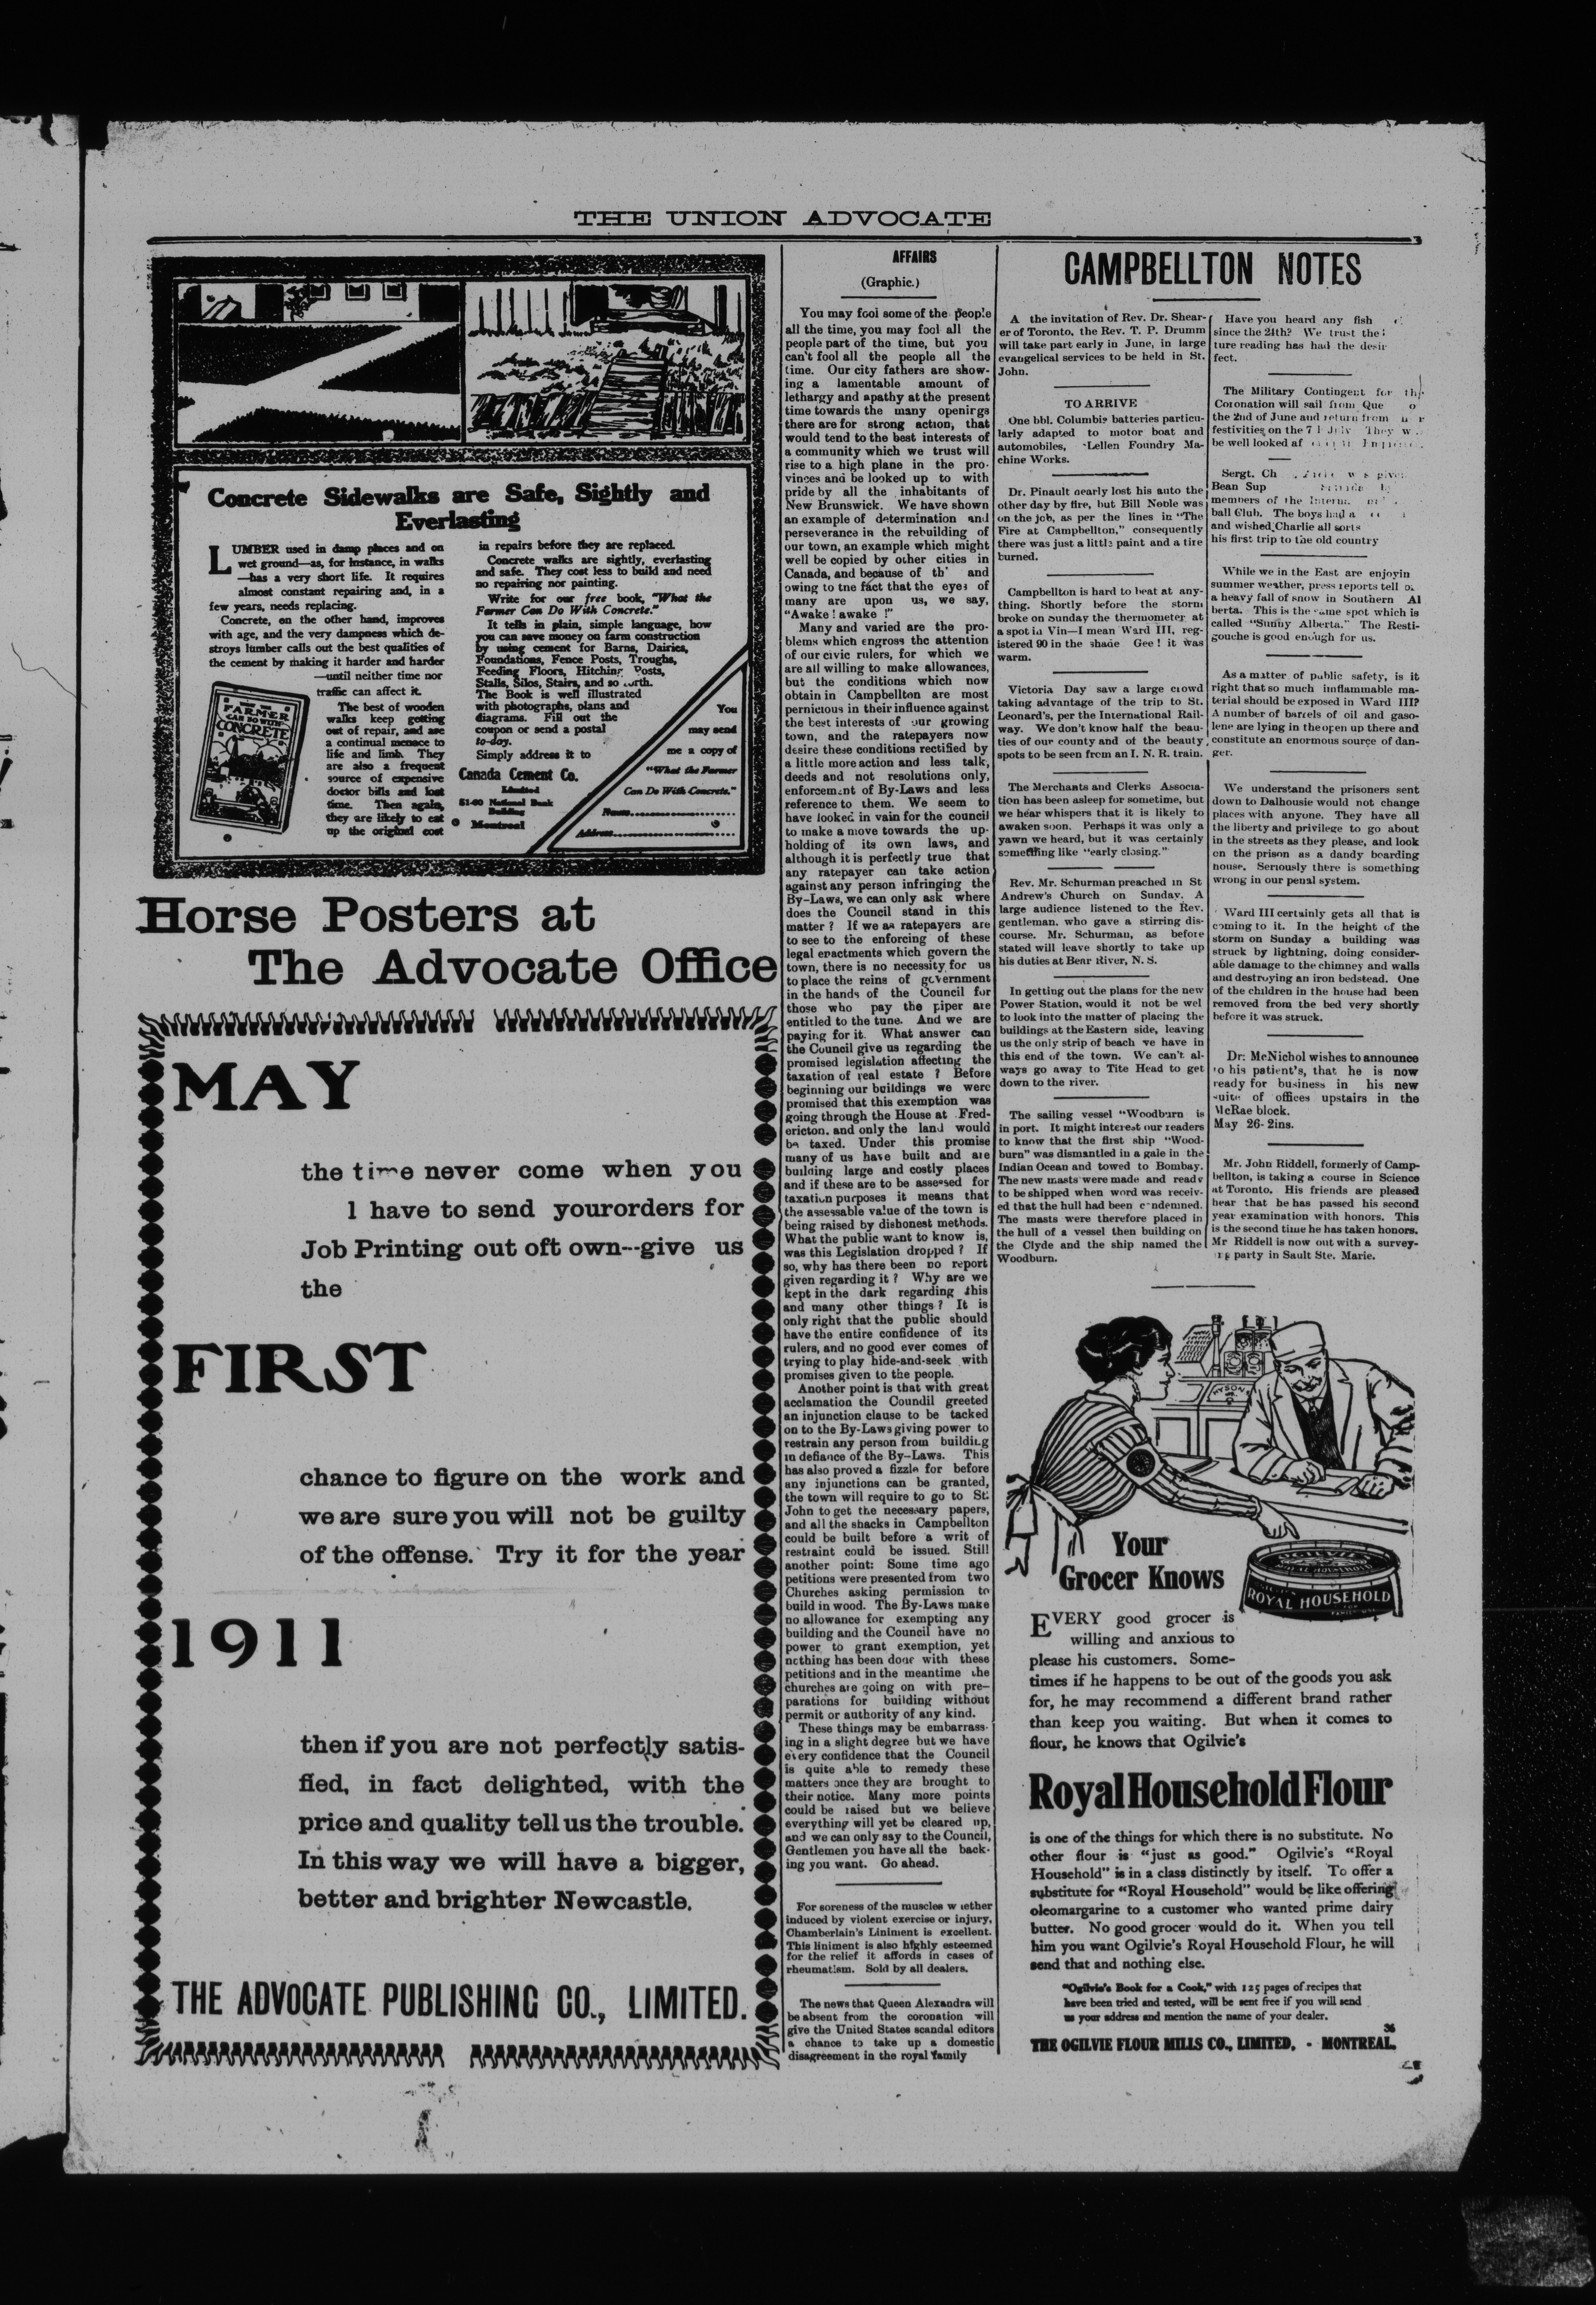 THE UNION ADVOCATE
3
Concrete Sidewalks are Safe, Sightly and
Everlasting
LUMBER used in damp places and on
wet ground—as, for instance, in walks
—has a very short life. It requires
almost constant repairing and, in a
few years, needs replacing.
Concrete, on the other hand, improves
with age, and the very dampness which de-
stroys lumber calls out the best qualities of
the cement by making it harder and harder
—until neither time nor
traffic can affect it.
The best of wooden
walks keep getting
out of repair, and are
a continual menace to
life and limb. They
are also a frequent
source of expensive
doctor bills and lost
time. Then again,
they are likely to eat
up the original cost
FARMER
CAN DO WITH
CONCRETE
in repairs before they are replaced.
Concrete walks are sightly, everlasting
and safe. They cost less to build and need
no repairing nor painting.
Write for our free book, "What the
Farmer Can Do With Concrete."
It tells in plain, simple language, how
you can save money on farm construction
by using cement for Barns, Dairies,
Foundations, Fence Posts, Troughs,
Feeding Floors, Hitching Posts,
Stalls, Silos, Stairs, and so forth.
The Book is well illustrated
with photographs, plans and
diagrams. Fill out the
coupon or send a postal
to-day.
Simply address it to
Canada Cement Co.
Limited
51-60 National Bank
Building
Montreal
You
may send
me a copy of
"What the Farmer
Can Do With Concrete."
Name
Address
Horse Posters at
The Advocate Office
MAY
the time never come when you
l have to send yourorders for
Job Printing out oft own---give us
the
FIRST
chance to figure on the work and
we are sure you will not be guilty
of the offense. Try it for the year
1911
then if you are not perfectly satis-
fied, in fact delighted, with the
price and quality tell us the trouble.
In this way we will have a bigger,
better and brighter Newcastle.
THE ADVOCATE PUBLISHING CO., LIMITED.
AFFAIRS
(Graphic.)
You may fool some of the people
all the time, you may fool all the
people part of the time, but you
can't fool all the people all the
time. Our city fathers are show-
ing a lamentable amount of
lethargy and apathy at the present
time towards the many openings
there are for strong action, that
would tend to the best interests of
a community which we trust will
rise to a high plane in the pro-
vinces and be looked up to with
pride by all the inhabitants of
New Brunswick. We have shown
an example of determination and
perseverance in the rebuilding of
our town, an example which might
well be copied by other cities in
Canada, and because of th' and
owing to tne fact that the eyes of
many are upon us, we say,
"Awake! awake!"
Many and varied are the pro-
blems which engross the attention
of our civic rulers, for which we
are all willing to make allowances,
but the conditions which now
obtain in Campbellton are most
pernicious in their influence against
the best interests of our growing
town, and the ratepayers now
desire these conditions rectified by
a little more action and less talk,
deeds and not resolutions only,
enforcement of By-Laws and less
reference to them. We seem to
have looked in vain for the council
to make a move towards the up-
holding of its own laws, and
although it is perfectly true that
any ratepayer can take action
against any person infringing the
By-Laws, we can only ask where
does the Council stand in this
matter? If we as ratepayers are
to see to the enforcing of these
legal enactments which govern the
town, there is no necessity for us
to place the reins of government
in the hands of the Council for
those who pay the piper are
entitled to the tune. And we are
paying for it. What answer can
the Council give us regarding the
promised legislation affecting the
taxation of real estate? Before
beginning our buildings we were
promised that this exemption was
going through the House at Fred-
ericton, and only the land would
be taxed. Under this promise
many of us have built and are
building large and costly places
and if these are to be assessed for
taxation purposes it means that
the assessable value of the town is
being raised by dishonest methods.
What the public want to know is,
was this Legislation dropped? If
so, why has there been no report
given regarding it? Why are we
kept in the dark regarding this
and many other things? It is
only right that the public should
have the entire confidence of its
rulers, and no good ever comes of
trying to play hide-and-seek with
promises given to the people.
Another point is that with great
acclamation the Coundil greeted
an injunction clause to be tacked
on to the By-Laws giving power to
restrain any person from building
in defiance of the By-Laws. This
has also proved a fizzle for before
any injunctions can be granted,
the town will require to go to St.
John to get the necessary papers,
and all the shacks in Campbellton
could be built before a writ of
restraint could be issued. Still
another point: Some time ago
petitions were presented from two
Churches asking permission to
build in wood. The By-Laws make
no allowance for exempting any
building and the Council have no
power to grant exemption, yet
nothing has been done with these
petitions and in the meantime the
churches are going on with pre-
parations for building without
permit or authority of any kind.
These things may be embarrass-
ing in a slight degree but we have
every confidence that the Council
is quite able to remedy these
matters once they are brought to
their notice. Many more points
could be raised but we believe
everything will yet be cleared up,
and we can only say to the Council,
Gentlemen you have all the back-
ing you want. Go ahead.
For soreness of the muscles whether
induced by violent exercise or injury,
Chamberlain's Liniment is excellent.
This liniment is also highly esteemed
for the relief it affords in cases of
rheumatism. Sold by all dealers.
The news that Queen Alexandra will
be absent from the coronation will
give the United States scandal editors
a chance to take up a domestic
disagreement in the royal family
CAMPBELLTON NOTES
A the invitation of Rev. Dr. Shear-
er of Toronto, the Rev. T. P. Drumm
will take part early in June, in large
evangelical services to be held in St.
John.
TO ARRIVE
One bbl. Columbia batteries particu-
larly adapted to motor boat and
automobiles, Lellen Foundry Ma-
chine Works.
Dr. Pinault nearly lost his auto the
other day by fire, but Bill Noble was
on the job, as per the lines in "The
Fire at Campbellton," consequently
there was just a little paint and a tire
burned.
Campbellton is hard to beat at any-
thing. Shortly before the storm
broke on Sunday the thermometer at
a spot in Vin—I mean Ward III, reg-
istered 90 in the shade Gee! it was
warm.
Victoria Day saw a large crowd
taking advantage of the trip to St.
Leonard's, per the International Rail-
way. We don't know half the beau-
ties of our county and of the beauty
spots to be seen from an I. N. R. train.
The Merchants and Clerks Associa-
tion has been asleep for sometime, but
we hear whispers that it is likely to
awaken soon. Perhaps it was only a
yawn we heard, but it was certainly
something like "early closing."
Rev. Mr. Schurman preached in St
Andrew's Church on Sunday. A
large audience listened to the Rev.
gentleman, who gave a stirring dis-
course. Mr. Schurman, as before
stated will leave shortly to take up
his duties at Bear River, N. S.
In getting out the plans for the new
Power Station, would it not be wel
to look into the matter of placing the
buildings at the Eastern side, leaving
us the only strip of beach we have in
this end of the town. We can't al-
ways go away to Tite Head to get
down to the river.
The sailing vessel "Woodburn is
in port. It might interest our readers
to know that the first ship "Wood-
burn" was dismantled in a gale in the
Indian Ocean and towed to Bombay.
The new masts were made and ready
to be shipped when word was receiv-
ed that the hull had been condemned.
The masts were therefore placed in
the hull of a vessel then building on
the Clyde and the ship named the
Woodburn.
Have you heard any fish
since the 24th? We trust the
ture reading has had the desir
fect.
The Military Contingent for the
Coronation will sail from Que
the 2nd of June and return from
festivities on the 7 July They w
be well looked af
Sergt. Ch
Bean Sup
members of the
ball Club. The boys had a
and wished Charlie all sorts
his first trip to the old country
While we in the East are enjoyin
summer weather, press reports tell of
a heavy fall of snow in Southern Al
berta. This is the same spot which is
called "Sunny Alberta." The Resti-
gouche is good enough for us.
As a matter of public safety, is it
right that so much inflammable ma-
terial should be exposed in Ward III?
A number of barrels of oil and gaso-
lene are lying in the open up there and
constitute an enormous source of dan-
ger.
We understand the prisoners sent
down to Dalhousie would not change
places with anyone. They have all
the liberty and privilege to go about
in the streets as they please, and look
on the prison as a dandy boarding
house. Seriously there is something
wrong in our penal system.
Ward III certainly gets all that is
coming to it. In the height of the
storm on Sunday a building was
struck by lightning, doing consider-
able damage to the chimney and walls
and destroying an iron bedstead. One
of the children in the house had been
removed from the bed very shortly
before it was struck.
Dr. McNichol wishes to announce
to his patient's, that he is now
ready for business in his new
suite of offices upstairs in the
McRae block.
May 26- 2ins.
Mr. John Riddell, formerly of Camp-
bellton, is taking a course in Science
at Toronto. His friends are pleased
hear that he has passed his second
year examination with honors. This
is the second time he has taken honors.
Mr Riddell is now out with a survey-
ing party in Sault Ste. Marie.
Your
Grocer Knows
OGILVIE'S
ROYAL HOUSEHOLD
EVERY good grocer is
willing and anxious to
please his customers. Some-
times if he happens to be out of the goods you ask
for, he may recommend a different brand rather
than keep you waiting. But when it comes to
flour, he knows that Ogilvie's
Royal Household Flour
is one of the things for which there is no substitute. No
other flour is "just as good." Ogilvie's "Royal
Household" is in a class distinctly by itself. To offer a
substitute for "Royal Household" would be like offering
oleomargarine to a customer who wanted prime dairy
butter. No good grocer would do it. When you tell
him you want Ogilvie's Royal Household Flour, he will
send that and nothing else.
"Ogilvie's Book for a Cook," with 125 pages of recipes that
have been tried and tested, will be sent free if you will send
us your address and mention the name of your dealer.
36
THE OGILVIE FLOUR MILLS CO., LIMITED, - MONTREAL.